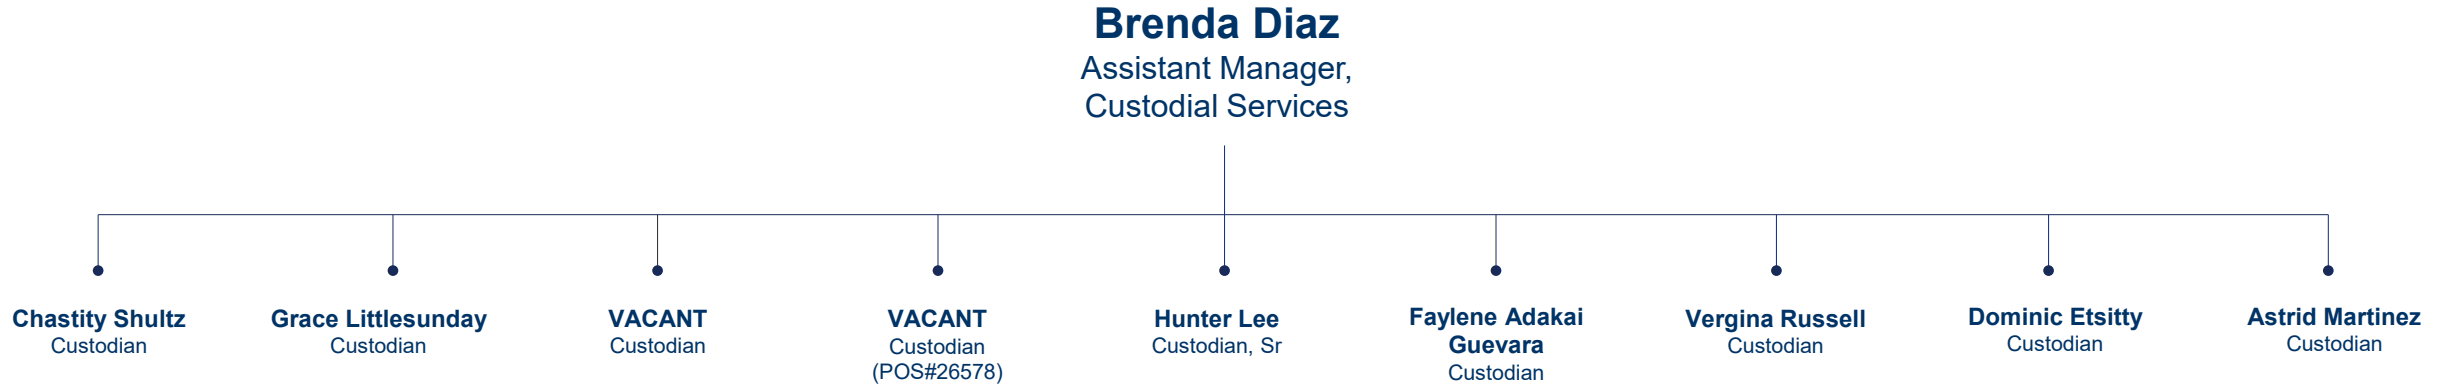 Brenda Diaz
Assistant Manager,
Custodial Services
Chastity Shultz
Custodian
Grace Littlesunday
Custodian
VACANT
Custodian
VACANT
Custodian
(POS#26578)
Hunter Lee
Custodian, Sr
Faylene Adakai
Guevara
Custodian
Vergina Russell
Custodian
Dominic Etsitty
Custodian
Astrid Martinez
Custodian